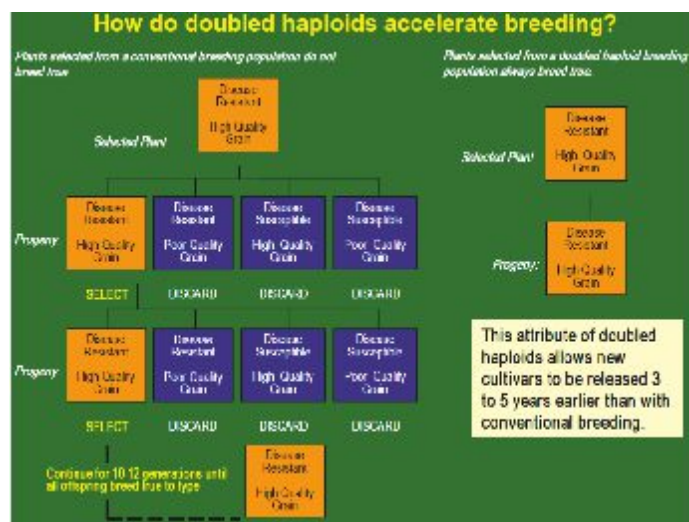 How do doubled haploids accelerate breeding?
Plants selected from a conventional breeding population do not
breed true
Disease
Resistant
High Quality
Grain
Selected Plant
Progeny
Disease
Resistant
High Quality
Grain
Disease
Resistant
Poor Quality
Grain
Disease
Susceptible
High Quality
Grain
Disease
Susceptible
Poor Quality
Grain
SELECT
DISCARD
DISCARD
DISCARD
Progeny
Disease
Resistant
High Quality
Grain
Disease
Resistant
Poor Quality
Grain
Disease
Susceptible
High Quality
Grain
Disease
Susceptible
Poor Quality
Grain
SELECT
DISCARD
DISCARD
DISCARD
Continue for 10-12 generations until
all offspring breed true to type
Disease
Resistant
High Quality
Grain
Plants selected from a doubled haploid breeding
population always breed true.
Selected Plant
Disease
Resistant
High Quality
Grain
Progeny:
Disease
Resistant
High Quality
Grain
This attribute of doubled
haploids allows new
cultivars to be released 3
to 5 years earlier than with
conventional breeding.